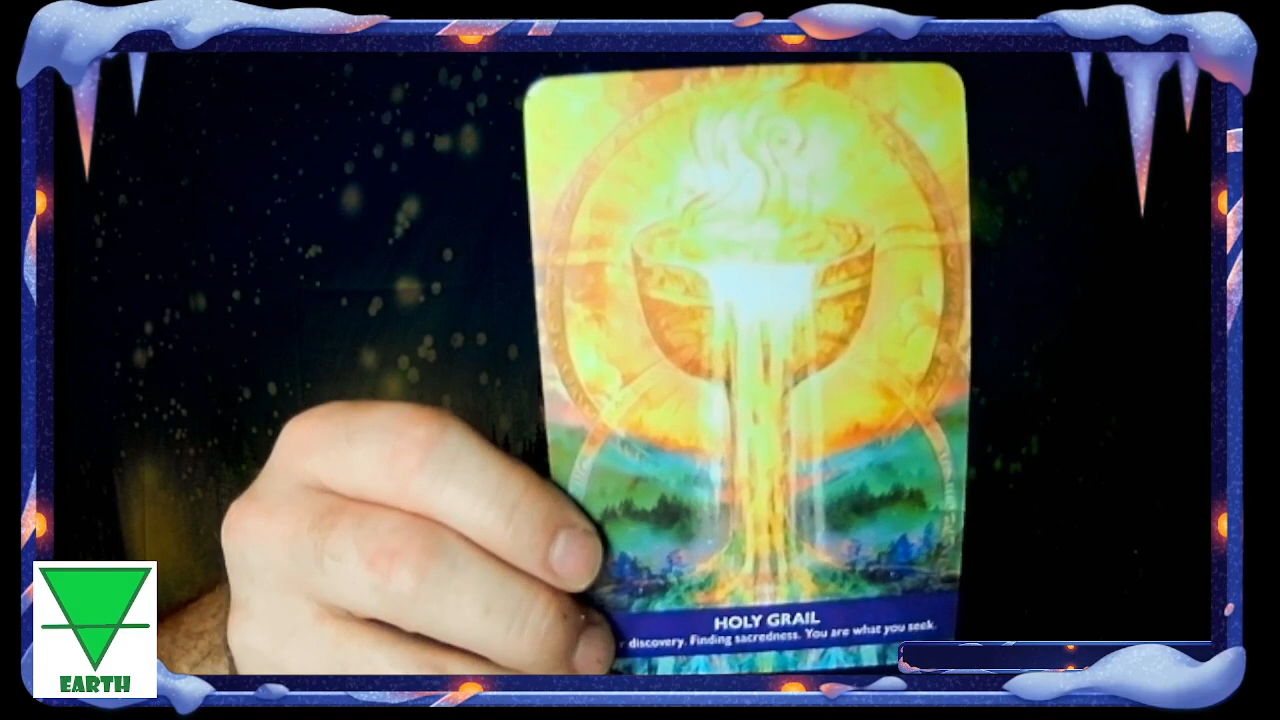 HOLY GRAIL
discovery. Finding sacredness. You are what you seek.
EARTH